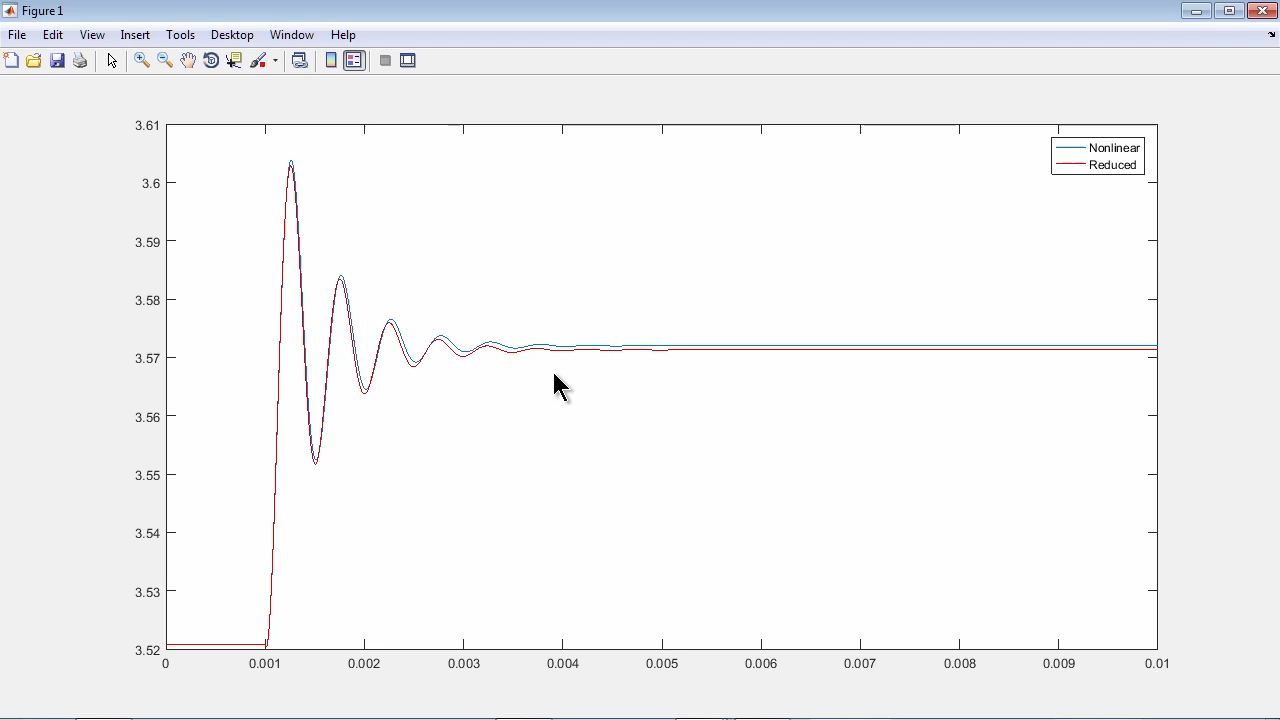 Figure 1
File Edit View Insert Tools Desktop Window Help
Nonlinear
Reduced
3.61
3.6
3.59
3.58
3.57
3.56
3.55
3.54
3.53
3.52
0 0.001 0.002 0.003 0.004 0.005 0.006 0.007 0.008 0.009 0.01